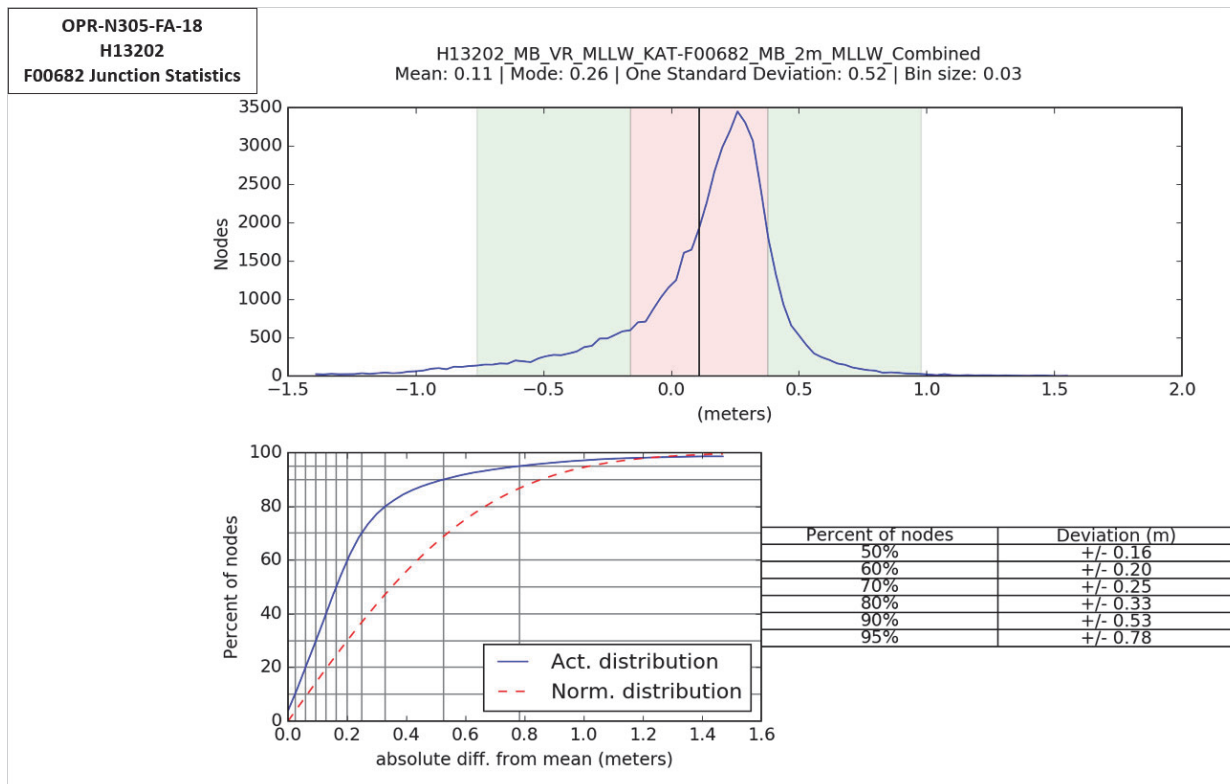 OPR-N305-FA-18
H13202
F00682 Junction Statistics
H13202_MB_VR_MLLW_KAT-F00682_MB_2m_MLLW_Combined
Mean: 0.11 | Mode: 0.26 | One Standard Deviation: 0.52 | Bin size: 0.03
3500
3000
2500
2000
1500
1000
500
0
Nodes
−1.5 −1.0 −0.5 0.0 0.5 1.0 1.5 2.0
(meters)
100
80
60
40
20
0
Percent of nodes
Act. distribution
Norm. distribution
0.0 0.2 0.4 0.6 0.8 1.0 1.2 1.4 1.6
absolute diff. from mean (meters)
Percent of nodes Deviation (m)
50% +/- 0.16
60% +/- 0.20
70% +/- 0.25
80% +/- 0.33
90% +/- 0.53
95% +/- 0.78